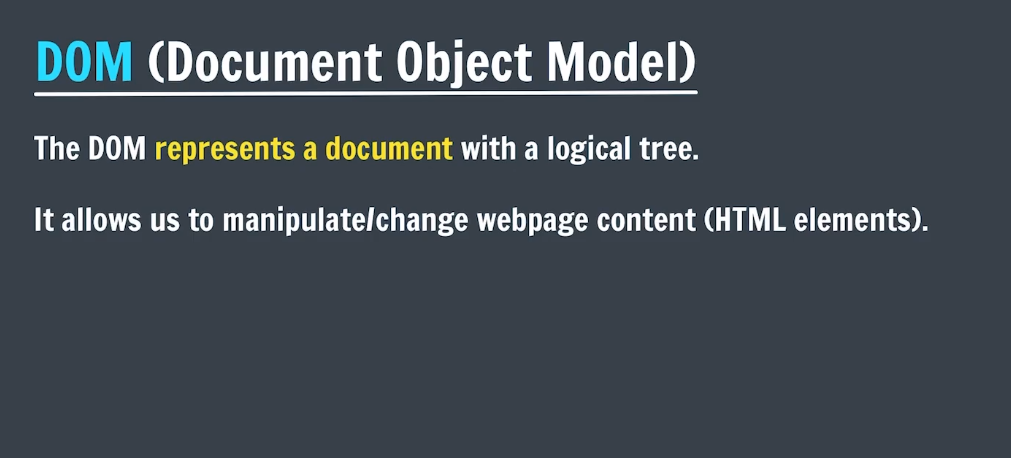 DOM (Document Object Model)
The DOM represents a document with a logical tree.
It allows us to manipulate/change webpage content (HTML elements).